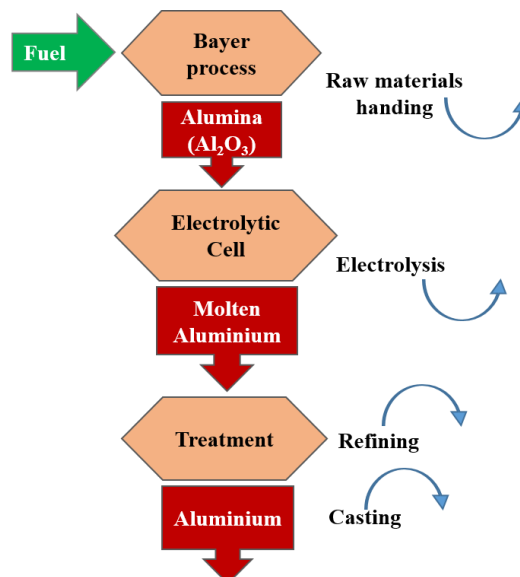 Fuel
Bayer
process
Raw materials
handing
Alumina
(Al₂O₃)
Electrolytic
Cell
Electrolysis
Molten
Aluminium
Treatment
Refining
Aluminium
Casting